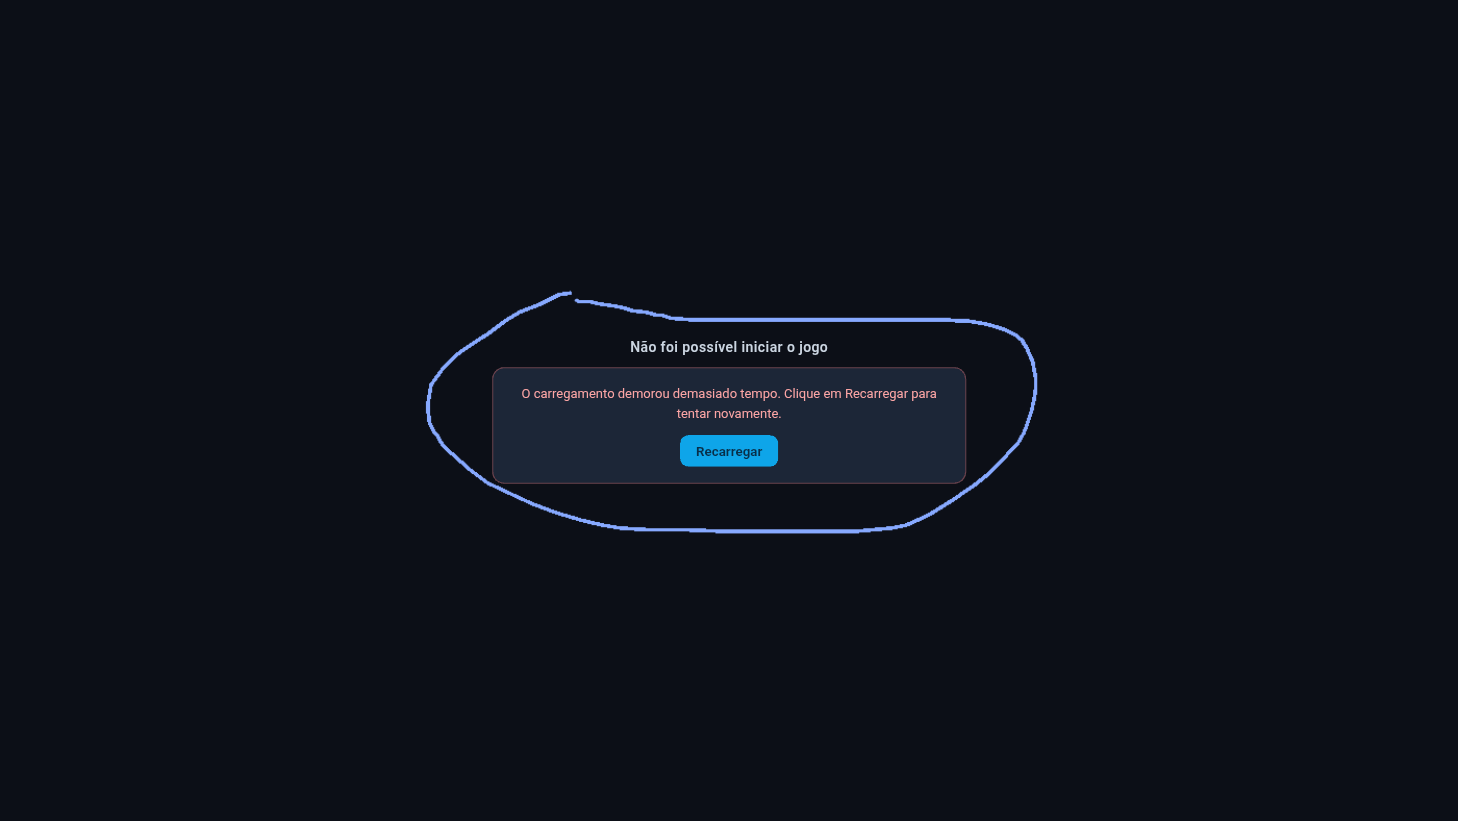 Não foi possível iniciar o jogo
O carregamento demorou demasiado tempo. Clique em Recarregar para
tentar novamente.
Recarregar